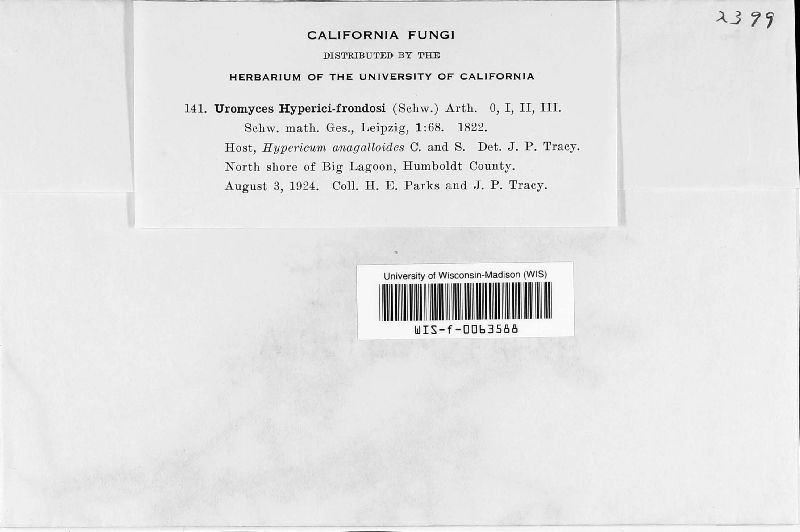 2399
CALIFORNIA FUNGI
DISTRIBUTED BY THE
HERBARIUM OF THE UNIVERSITY OF CALIFORNIA
141. Uromyces Hyperici-frondosi (Schw.) Arth. 0, I, II, III.
Schw. math. Ges., Leipzig, 1:68. 1822.
Host, Hypericum anagalloides C. and S. Det. J. P. Tracy.
North shore of Big Lagoon, Humboldt County.
August 3, 1924. Coll. H. E. Parks and J. P. Tracy.
University of Wisconsin-Madison (WIS)
WIS-f-0063588